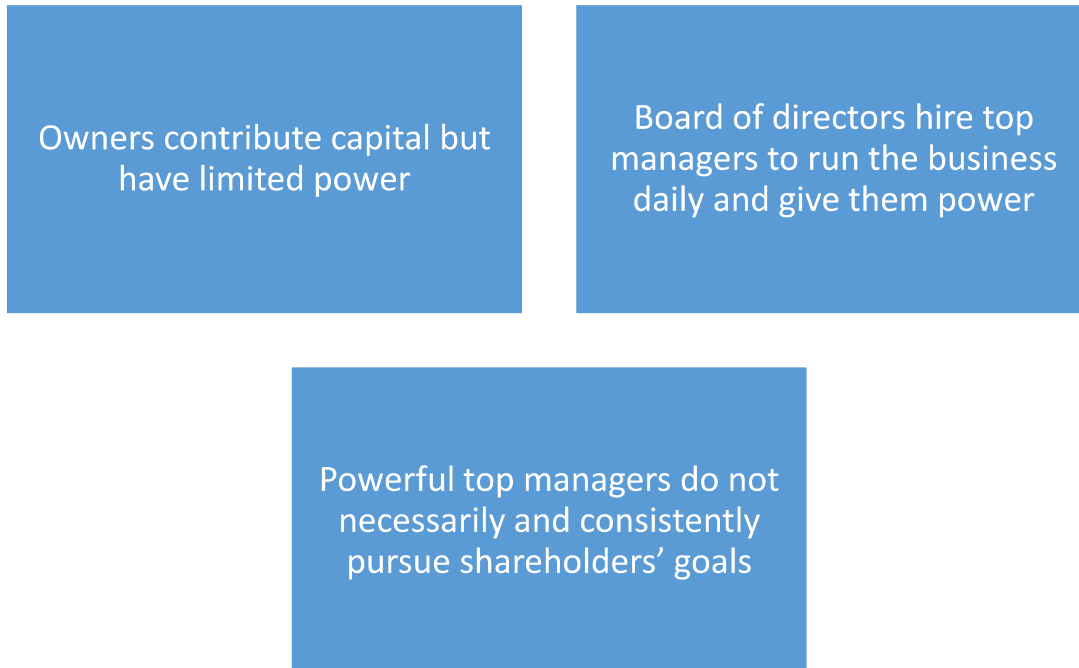 Owners contribute capital but
have limited power
Board of directors hire top
managers to run the business
daily and give them power
Powerful top managers do not
necessarily and consistently
pursue shareholders’ goals